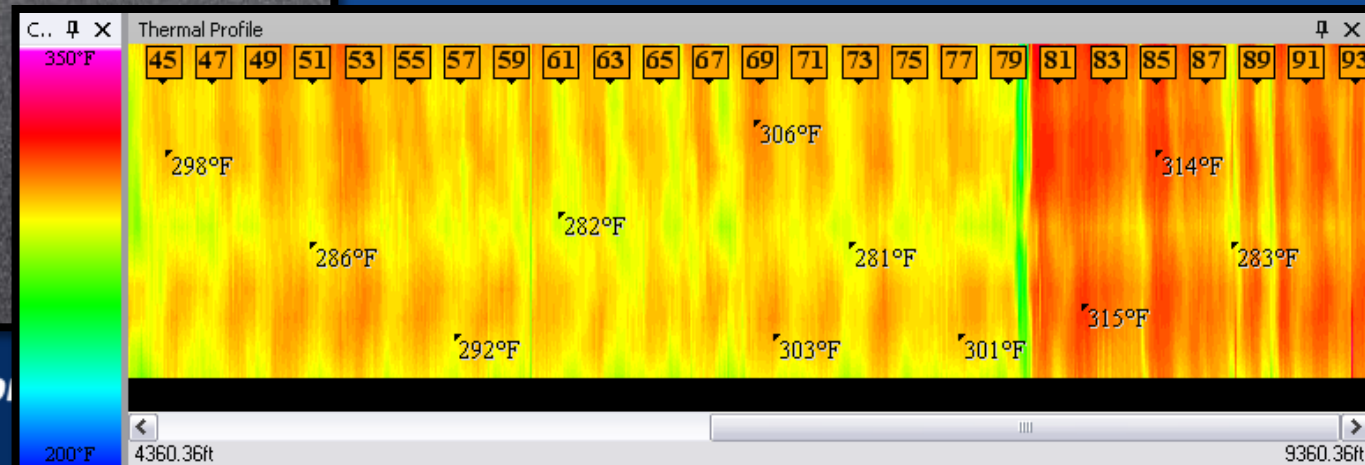 C.. Thermal Profile
350°F
45 47 49 51 53 55 57 59 61 63 65 67 69 71 73 75 77 79 81 83 85 87 89 91 93
306°F
298°F 314°F
282°F
286°F 281°F 283°F
315°F
292°F 303°F 301°F
200°F 4360.36ft 9360.36ft